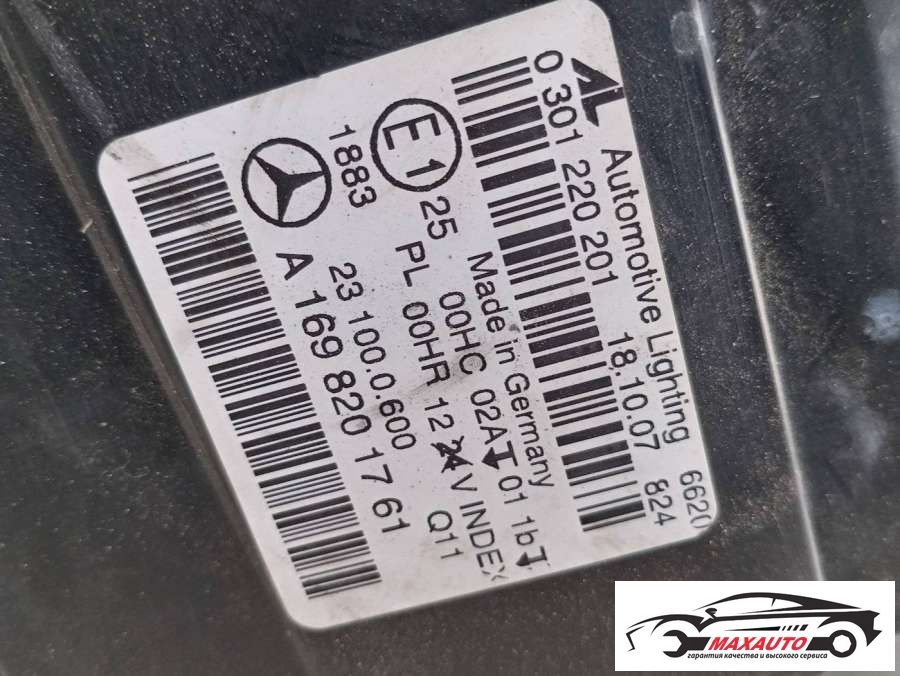 Automotive Lighting 662
0 301 220 201 18.10.07 824
Made in Germany
E1 25 00HC 02A 01 1b
1883 PL 00HR 12 24 V INDEX
Q11
23 100.0.600
A 169 820 17 61
MAXAUTO
гарантия качества и высокого сервиса